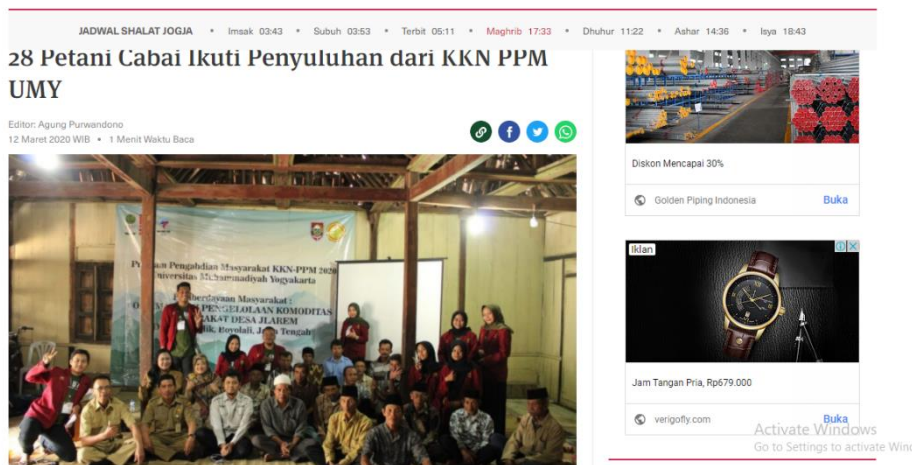 JADWAL SHALAT JOGJA • Imsak 03:43 • Subuh 03:53 • Terbit 05:11 • Maghrib 17:33 • Dhuhur 11:22 • Ashar 14:36 • Isya 18:43
28 Petani Cabai Ikuti Penyuluhan dari KKN PPM
UMY
Editor: Agung Purwandono
12 Maret 2020 WIB • 1 Menit Waktu Baca
Pengabdian Masyarakat KKN-PPM 2020
Universitas Muhammadiyah Yogyakarta
Pemberdayaan Masyarakat :
PENGELOLAAN KOMODITAS
DESA JLAREM
Boyolali, Jawa Tengah
Diskon Mencapai 30%
Golden Piping Indonesia
Buka
Iklan
Jam Tangan Pria, Rp679.000
verigofly.com
Buka
Activate Windows
Go to Settings to activate Win